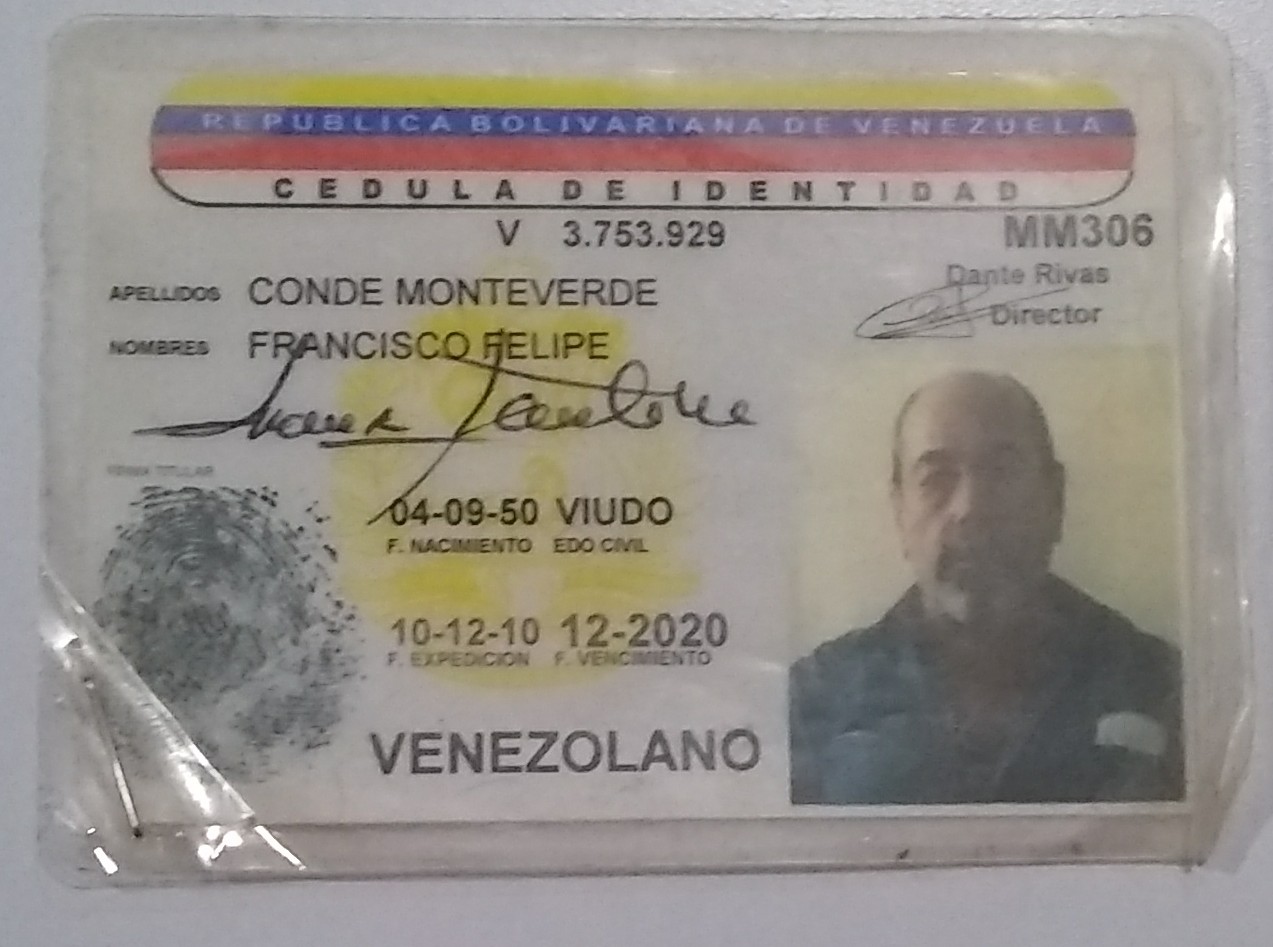 REPUBLICA BOLIVARIANA DE VENEZUELA
CEDULA DE IDENTIDAD
V 3.753.929 MM306
Dante Rivas
Director
APELLIDOS CONDE MONTEVERDE
NOMBRES FRANCISCO FELIPE
FIRMA TITULAR
04-09-50 VIUDO
F. NACIMIENTO EDO CIVIL
10-12-10 12-2020
F. EXPEDICION F. VENCIMIENTO
VENEZOLANO